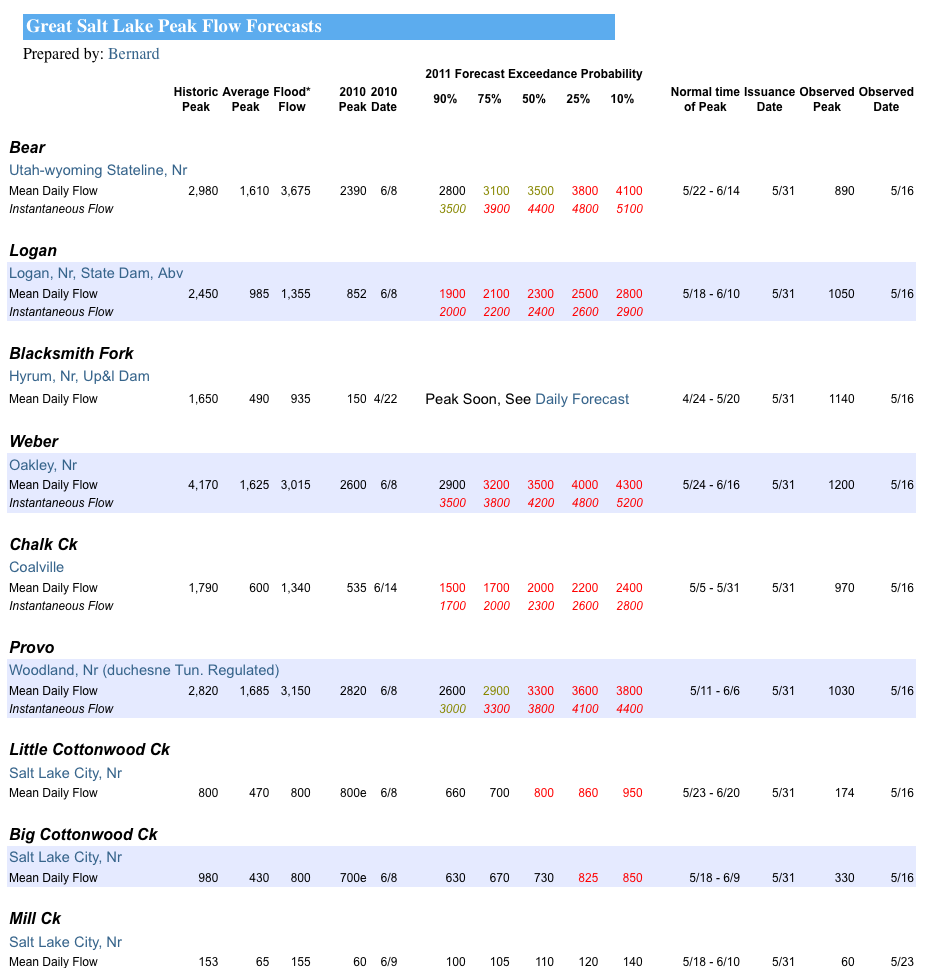 Great Salt Lake Peak Flow Forecasts
Prepared by: Bernard
2011 Forecast Exceedance Probability
Historic Average Flood* 2010 2010 90% 75% 50% 25% 10% Normal time Issuance Observed Observed
Peak Peak Flow Peak Date of Peak Date Peak Date
Bear
Utah-wyoming Stateline, Nr
Mean Daily Flow 2,980 1,610 3,675 2390 6/8 2800 3100 3500 3800 4100 5/22 - 6/14 5/31 890 5/16
Instantaneous Flow 3500 3900 4400 4800 5100
Logan
Logan, Nr, State Dam, Abv
Mean Daily Flow 2,450 985 1,355 852 6/8 1900 2100 2300 2500 2800 5/18 - 6/10 5/31 1050 5/16
Instantaneous Flow 2000 2200 2400 2600 2900
Blacksmith Fork
Hyrum, Nr, Up&l Dam
Mean Daily Flow 1,650 490 935 150 4/22 Peak Soon, See Daily Forecast 4/24 - 5/20 5/31 1140 5/16
Weber
Oakley, Nr
Mean Daily Flow 4,170 1,625 3,015 2600 6/8 2900 3200 3500 4000 4300 5/24 - 6/16 5/31 1200 5/16
Instantaneous Flow 3500 3800 4200 4800 5200
Chalk Ck
Coalville
Mean Daily Flow 1,790 600 1,340 535 6/14 1500 1700 2000 2200 2400 5/5 - 5/31 5/31 970 5/16
Instantaneous Flow 1700 2000 2300 2600 2800
Provo
Woodland, Nr (duchesne Tun. Regulated)
Mean Daily Flow 2,820 1,685 3,150 2820 6/8 2600 2900 3300 3600 3800 5/11 - 6/6 5/31 1030 5/16
Instantaneous Flow 3000 3300 3800 4100 4400
Little Cottonwood Ck
Salt Lake City, Nr
Mean Daily Flow 800 470 800 800e 6/8 660 700 800 860 950 5/23 - 6/20 5/31 174 5/16
Big Cottonwood Ck
Salt Lake City, Nr
Mean Daily Flow 980 430 800 700e 6/8 630 670 730 825 850 5/18 - 6/9 5/31 330 5/16
Mill Ck
Salt Lake City, Nr
Mean Daily Flow 153 65 155 60 6/9 100 105 110 120 140 5/18 - 6/10 5/31 60 5/23